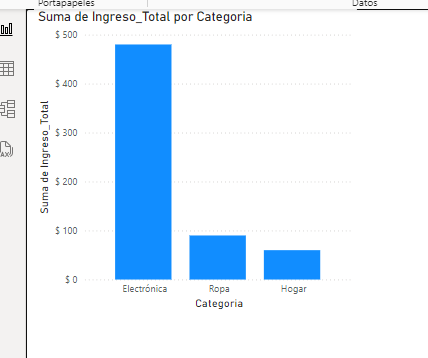 Portapapeles
Datos
Suma de Ingreso_Total por Categoria
$ 500
$ 400
$ 300
$ 200
$ 100
$ 0
Suma de Ingreso_Total
Electrónica
Ropa
Hogar
Categoria